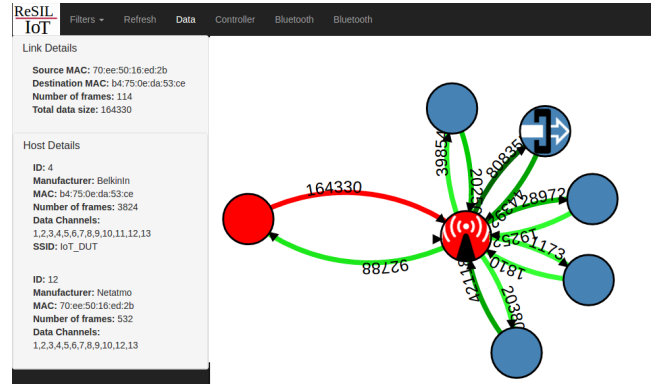 ReSIL
IoT
Filters
Refresh
Data
Controller
Bluetooth
Bluetooth
Link Details
Source MAC: 70:ee:50:16:ed:2b
Destination MAC: b4:75:0e:da:53:ce
Number of frames: 114
Total data size: 164330
Host Details
ID: 4
Manufacturer: BelkinIn
MAC: b4:75:0e:da:53:ce
Number of frames: 3824
Data Channels:
1,2,3,4,5,6,7,8,9,10,11,12,13
SSID: IoT_DUT
ID: 12
Manufacturer: Netatmo
MAC: 70:ee:50:16:ed:2b
Number of frames: 532
Data Channels:
1,2,3,4,5,6,7,8,9,10,12,13
164330
92788
39854
80835
28972
1173
1810
20380